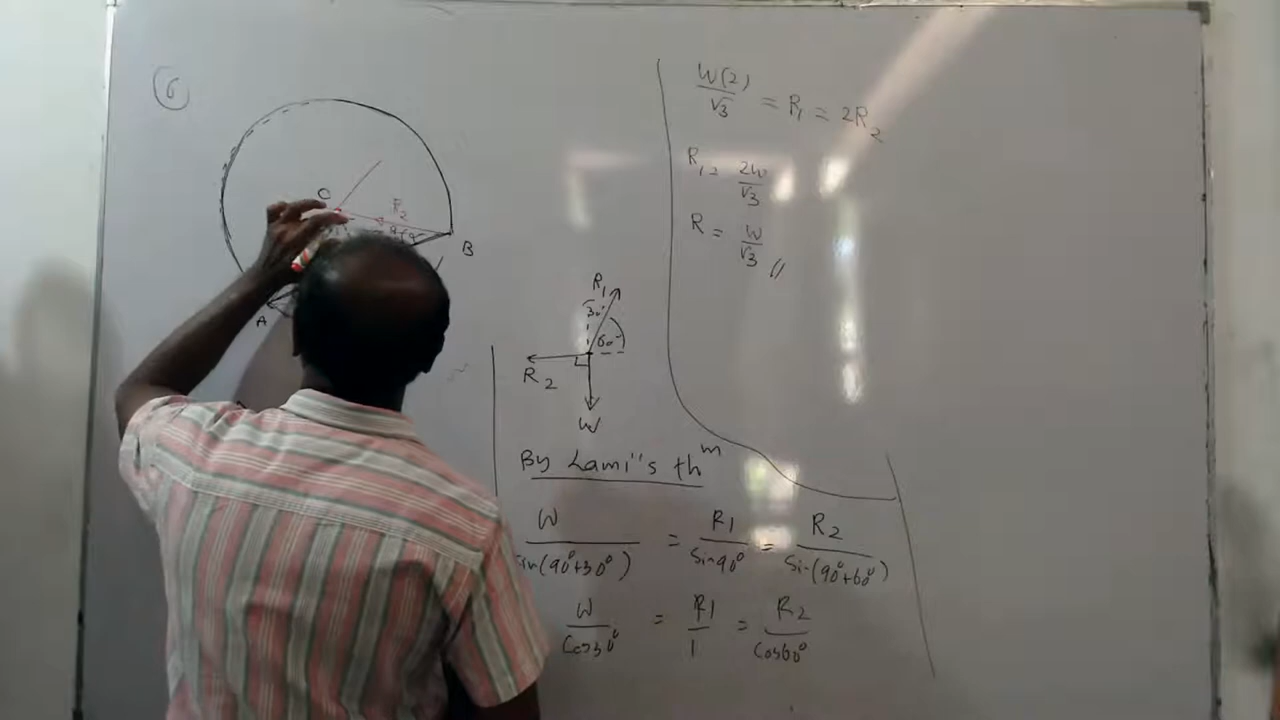 6
O
R2
B
A
R1
30°
60°
R2
W
By Lami''s thm
W/Sin(90°+30°) = R1/Sin90° = R2/Sin(90°+60°)
W/Cos30° = R1/1 = R2/Cos60°
W(2)/√3 = R1 = 2R2
R1 = 2W/√3
R = W/√3 //